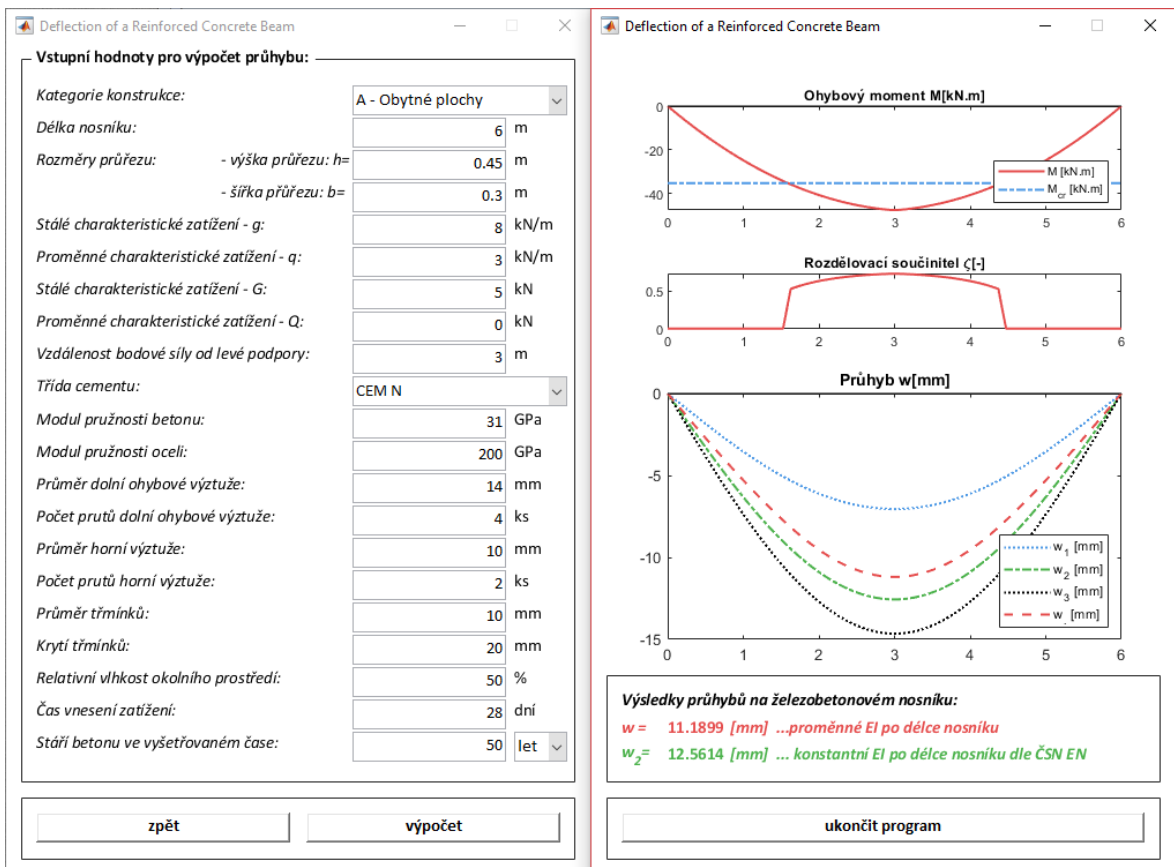 Deflection of a Reinforced Concrete Beam
Vstupní hodnoty pro výpočet průhybu:
Kategorie konstrukce: A - Obytné plochy
Délka nosníku: 6 m
Rozměry průřezu: - výška průřezu: h= 0.45 m
- šířka přůřezu: b= 0.3 m
Stálé charakteristické zatížení - g: 8 kN/m
Proměnné charakteristické zatížení - q: 3 kN/m
Stálé charakteristické zatížení - G: 5 kN
Proměnné charakteristické zatížení - Q: 0 kN
Vzdálenost bodové síly od levé podpory: 3 m
Třída cementu: CEM N
Modul pružnosti betonu: 31 GPa
Modul pružnosti oceli: 200 GPa
Průměr dolní ohybové výztuže: 14 mm
Počet prutů dolní ohybové výztuže: 4 ks
Průměr horní výztuže: 10 mm
Počet prutů horní výztuže: 2 ks
Průměr třmínků: 10 mm
Krytí třmínků: 20 mm
Relativní vlhkost okolního prostředí: 50 %
Čas vnesení zatížení: 28 dní
Stáří betonu ve vyšetřovaném čase: 50 let
zpět výpočet
Deflection of a Reinforced Concrete Beam
Ohybový moment M[kN.m]
0
-20
-40
M [kN.m]
M_cr [kN.m]
0 1 2 3 4 5 6
Rozdělovací součinitel ζ[-]
0.5
0
0 1 2 3 4 5 6
Průhyb w[mm]
0
-5
-10
-15
w_1 [mm]
w_2 [mm]
w_3 [mm]
w [mm]
0 1 2 3 4 5 6
Výsledky průhybů na železobetonovém nosníku:
w = 11.1899 [mm] ...proměnné EI po délce nosníku
w_2= 12.5614 [mm] ... konstantní EI po délce nosníku dle ČSN EN
ukončit program